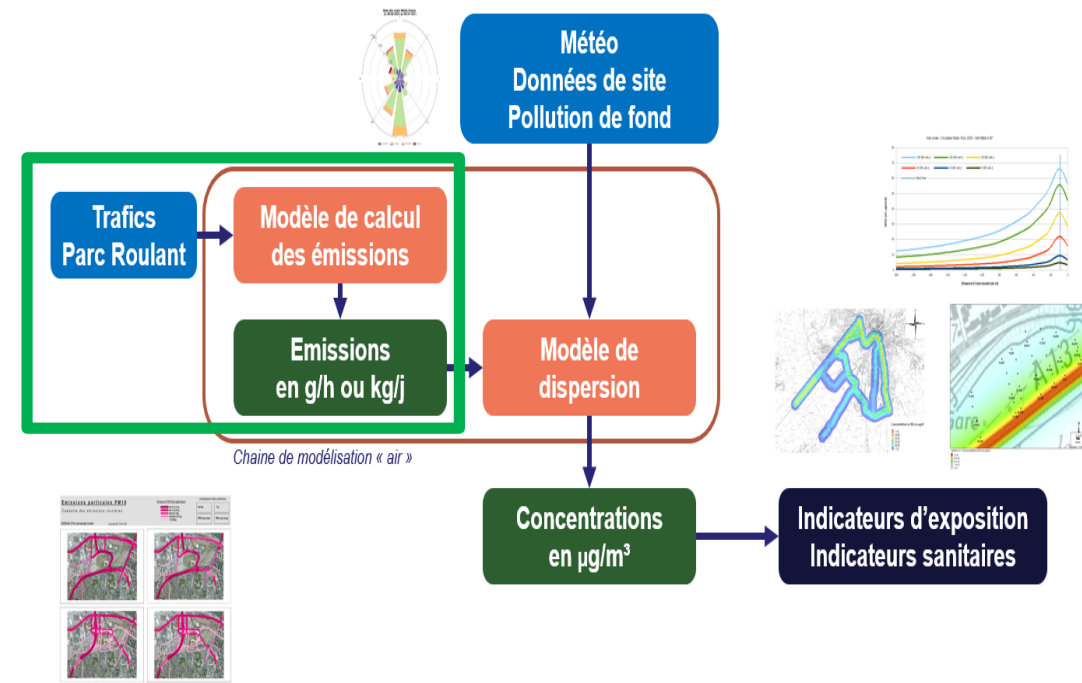 Météo
Données de site
Pollution de fond
Trafics
Parc Roulant
Modèle de calcul
des émissions
Emissions
en g/h ou kg/j
Modèle de
dispersion
Chaine de modélisation « air »
Concentrations
en µg/m³
Indicateurs d'exposition
Indicateurs sanitaires
Emissions particules PM10
A13